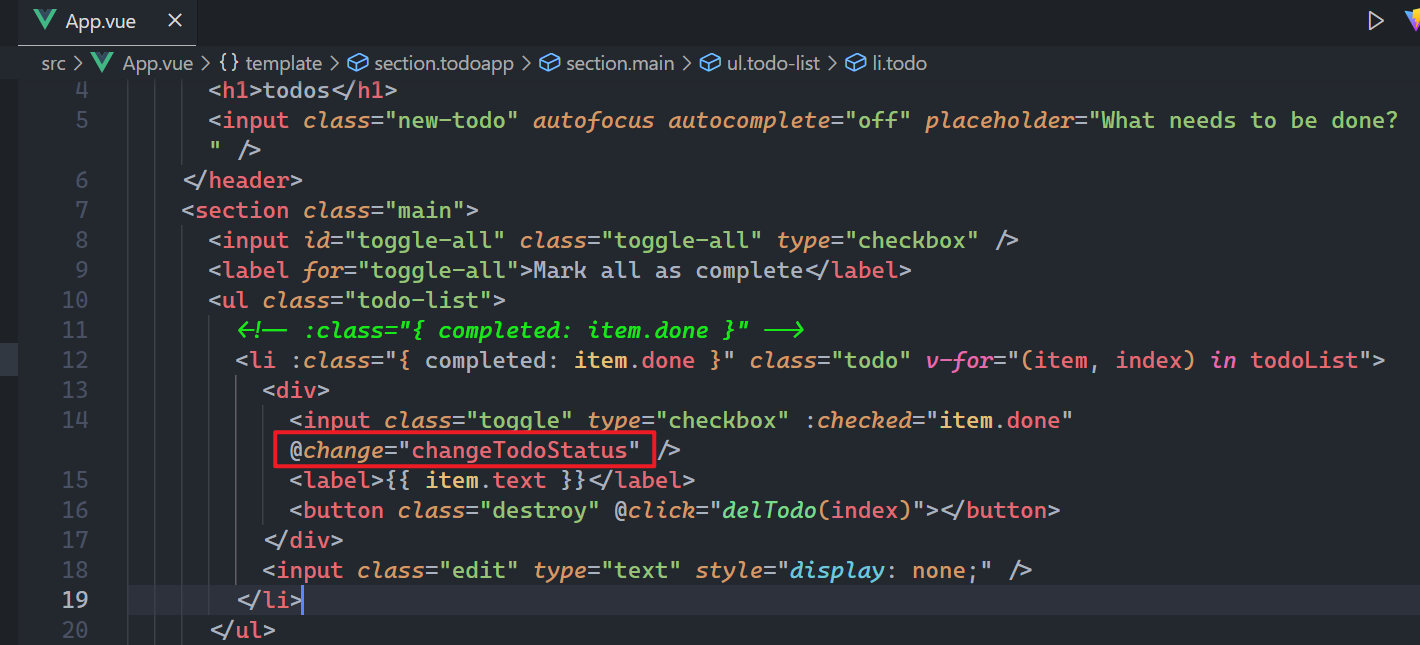 App.vue ×
src > App.vue > {} template > section.todoapp > section.main > ul.todo-list > li.todo
4 <h1>todos</h1>
5 <input class="new-todo" autofocus autocomplete="off" placeholder="What needs to be done?
" />
6 </header>
7 <section class="main">
8 <input id="toggle-all" class="toggle-all" type="checkbox" />
9 <label for="toggle-all">Mark all as complete</label>
10 <ul class="todo-list">
11 <!-- :class="{ completed: item.done }" -->
12 <li :class="{ completed: item.done }" class="todo" v-for="(item, index) in todoList">
13 <div>
14 <input class="toggle" type="checkbox" :checked="item.done"
@change="changeTodoStatus" />
15 <label>{{ item.text }}</label>
16 <button class="destroy" @click="delTodo(index)"></button>
17 </div>
18 <input class="edit" type="text" style="display: none;" />
19 </li>
20 </ul>